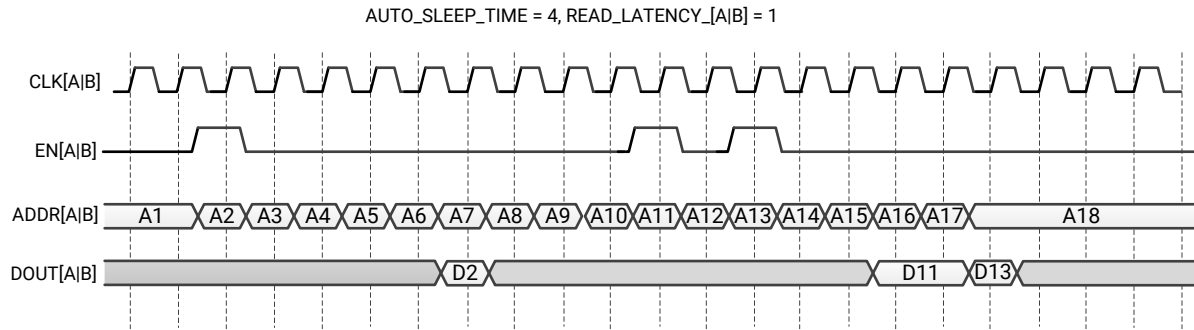 AUTO_SLEEP_TIME = 4, READ_LATENCY_[A|B] = 1
CLK[A|B]
EN[A|B]
ADDR[A|B] A1 A2 A3 A4 A5 A6 A7 A8 A9 A10 A11 A12 A13 A14 A15 A16 A17 A18
DOUT[A|B] D2 D11 D13